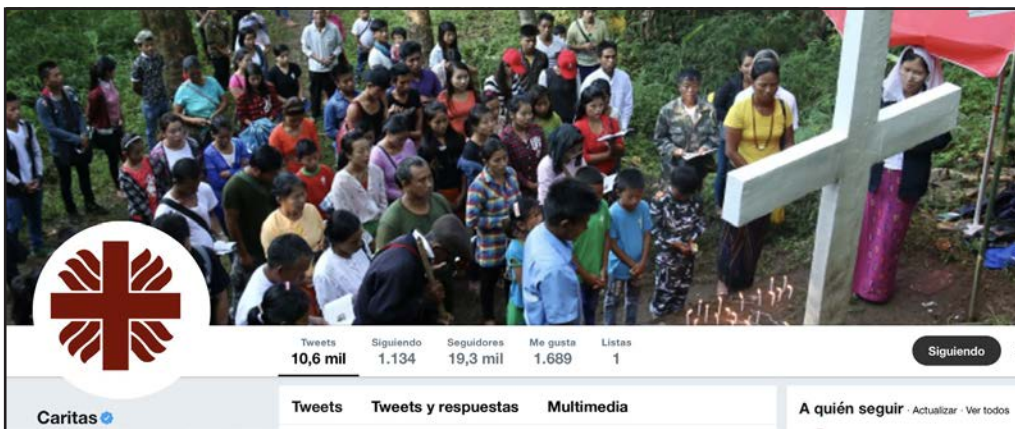 Tweets Siguiendo Seguidores Me gusta Listas
10,6 mil 1.134 19,3 mil 1.689 1
Siguiendo
Caritas
Tweets Tweets y respuestas Multimedia
A quién seguir · Actualizar · Ver todos